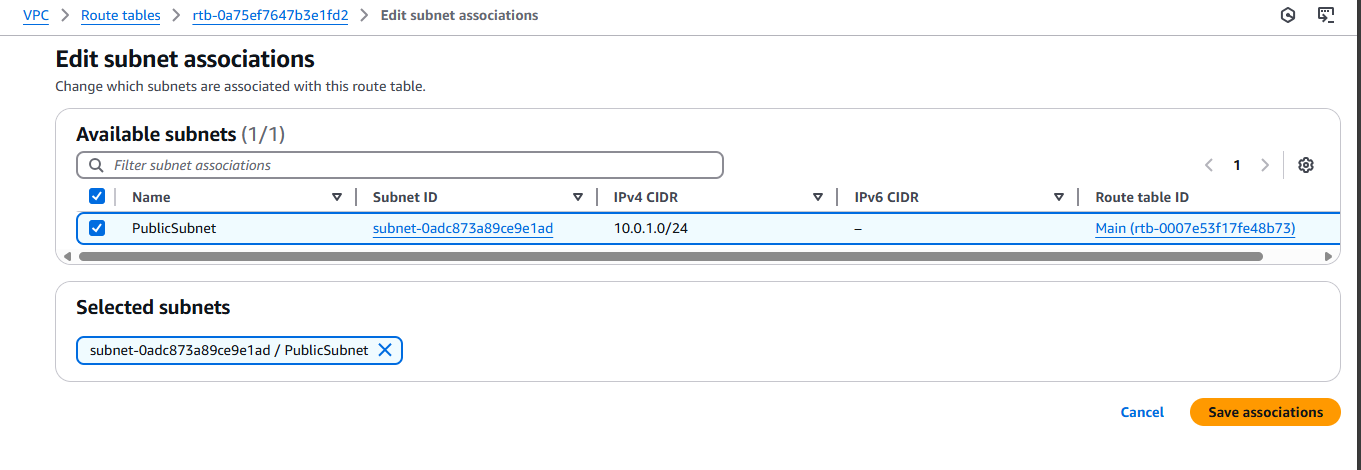 VPC > Route tables > rtb-0a75ef7647b3e1fd2 > Edit subnet associations
Edit subnet associations
Change which subnets are associated with this route table.
Available subnets (1/1)
Filter subnet associations
1
Name Subnet ID IPv4 CIDR IPv6 CIDR Route table ID
PublicSubnet subnet-0adc873a89ce9e1ad 10.0.1.0/24 – Main (rtb-0007e53f17fe48b73)
Selected subnets
subnet-0adc873a89ce9e1ad / PublicSubnet
Cancel Save associations